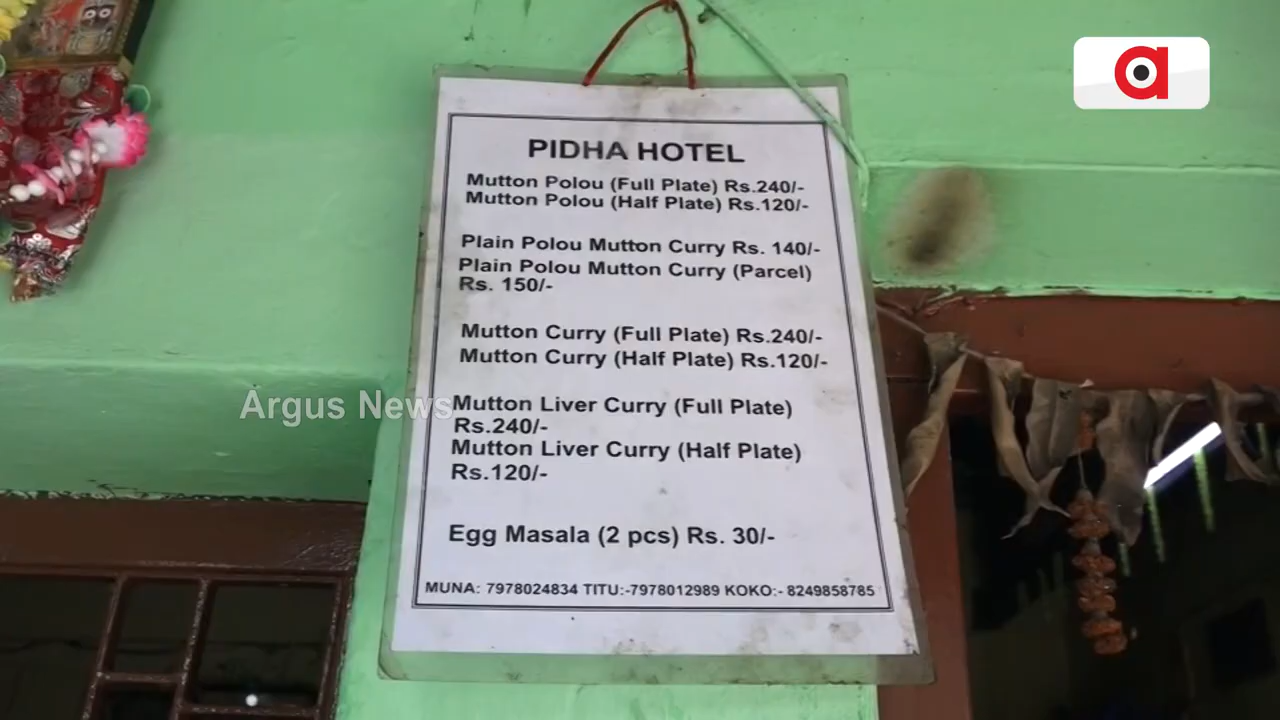 PIDHA HOTEL
Mutton Polou (Full Plate) Rs.240/-
Mutton Polou (Half Plate) Rs.120/-
Plain Polou Mutton Curry Rs. 140/-
Plain Polou Mutton Curry (Parcel)
Rs. 150/-
Mutton Curry (Full Plate) Rs.240/-
Mutton Curry (Half Plate) Rs.120/-
Argus News
Mutton Liver Curry (Full Plate)
Rs.240/-
Mutton Liver Curry (Half Plate)
Rs.120/-
Egg Masala (2 pcs) Rs. 30/-
MUNA: 7978024834 TITU:-7978012989 KOKO:- 8249858785